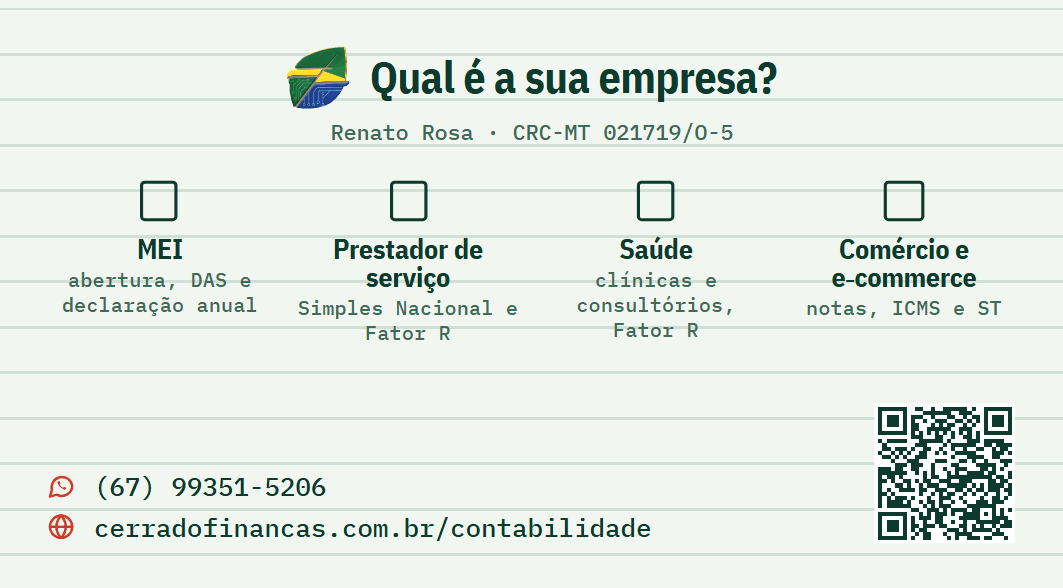 Qual é a sua empresa?
Renato Rosa · CRC-MT 021719/O-5
MEI
abertura, DAS e
declaração anual
Prestador de
serviço
Simples Nacional e
Fator R
Saúde
clínicas e
consultórios,
Fator R
Comércio e
e-commerce
notas, ICMS e ST
(67) 99351-5206
cerradofinancas.com.br/contabilidade